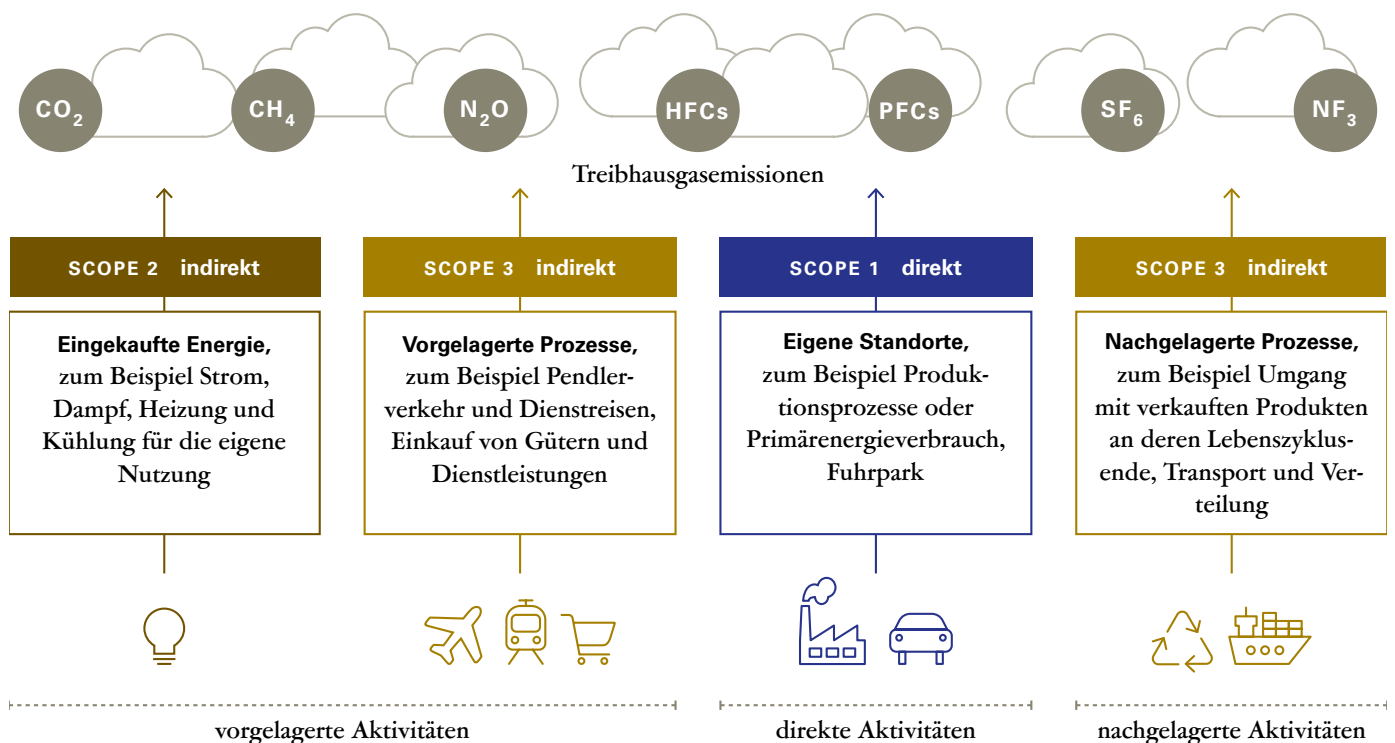 CO₂
CH₄
N₂O
HFCs
PFCs
SF₆
NF₃
Treibhausgasemissionen
SCOPE 2 indirekt
Eingekaufte Energie,
zum Beispiel Strom,
Dampf, Heizung und
Kühlung für die eigene
Nutzung
SCOPE 3 indirekt
Vorgelagerte Prozesse,
zum Beispiel Pendler-
verkehr und Dienstreisen,
Einkauf von Gütern und
Dienstleistungen
SCOPE 1 direkt
Eigene Standorte,
zum Beispiel Produk-
tionsprozesse oder
Primärenergieverbrauch,
Fuhrpark
SCOPE 3 indirekt
Nachgelagerte Prozesse,
zum Beispiel Umgang
mit verkauften Produkten
an deren Lebenszyklus-
ende, Transport und Ver-
teilung
vorgelagerte Aktivitäten
direkte Aktivitäten
nachgelagerte Aktivitäten